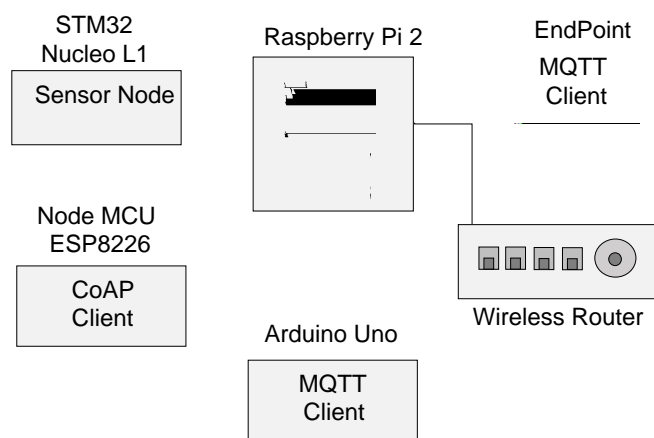 STM32
Nucleo L1
Sensor Node
Raspberry Pi 2
EndPoint
MQTT
Client
Node MCU
ESP8226
CoAP
Client
Wireless Router
Arduino Uno
MQTT
Client